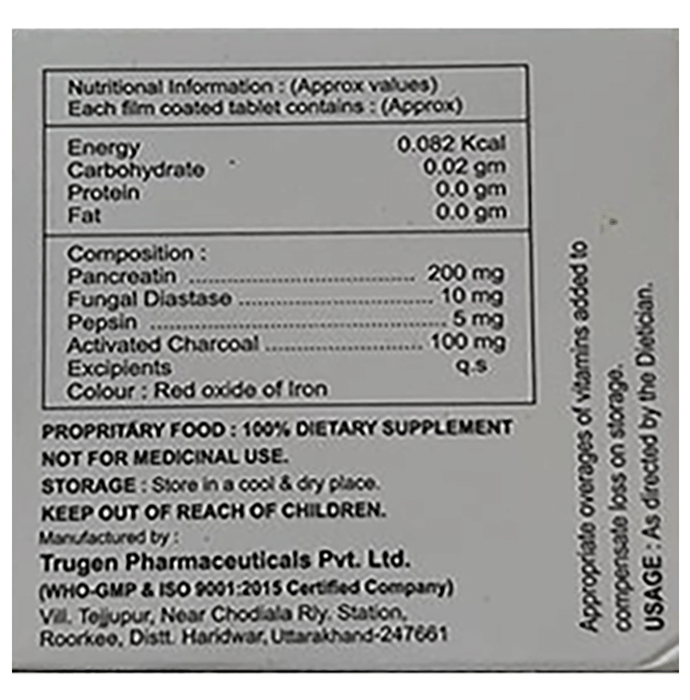 Nutritional Information : (Approx values)
Each film coated tablet contains : (Approx)
Energy 0.082 Kcal
Carbohydrate 0.02 gm
Protein 0.0 gm
Fat 0.0 gm
Composition :
Pancreatin ........................................ 200 mg
Fungal Diastase .................................. 10 mg
Pepsin ................................................. 5 mg
Activated Charcoal ............................ 100 mg
Excipients q.s
Colour : Red oxide of Iron
PROPRITARY FOOD : 100% DIETARY SUPPLEMENT
NOT FOR MEDICINAL USE.
STORAGE : Store in a cool & dry place.
KEEP OUT OF REACH OF CHILDREN.
Manufactured by :
Trugen Pharmaceuticals Pvt. Ltd.
(WHO-GMP & ISO 9001:2015 Certified Company)
Vill. Tejjupur, Near Chodiala Rly. Station,
Roorkee, Distt. Haridwar, Uttarakhand-247661
Appropriate overages of vitamins added to
compensate loss on storage.
USAGE : As directed by the Dietician.